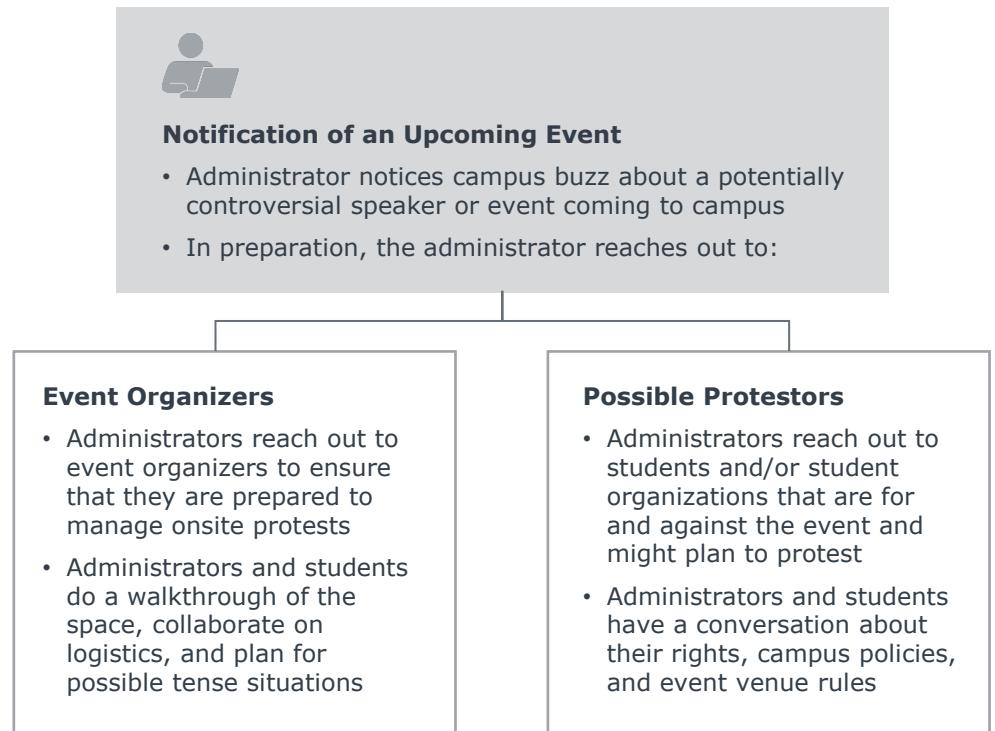 Notification of an Upcoming Event
• Administrator notices campus buzz about a potentially
controversial speaker or event coming to campus
• In preparation, the administrator reaches out to:
Event Organizers
• Administrators reach out to
event organizers to ensure
that they are prepared to
manage onsite protests
• Administrators and students
do a walkthrough of the
space, collaborate on
logistics, and plan for
possible tense situations
Possible Protestors
• Administrators reach out to
students and/or student
organizations that are for
and against the event and
might plan to protest
• Administrators and students
have a conversation about
their rights, campus policies,
and event venue rules